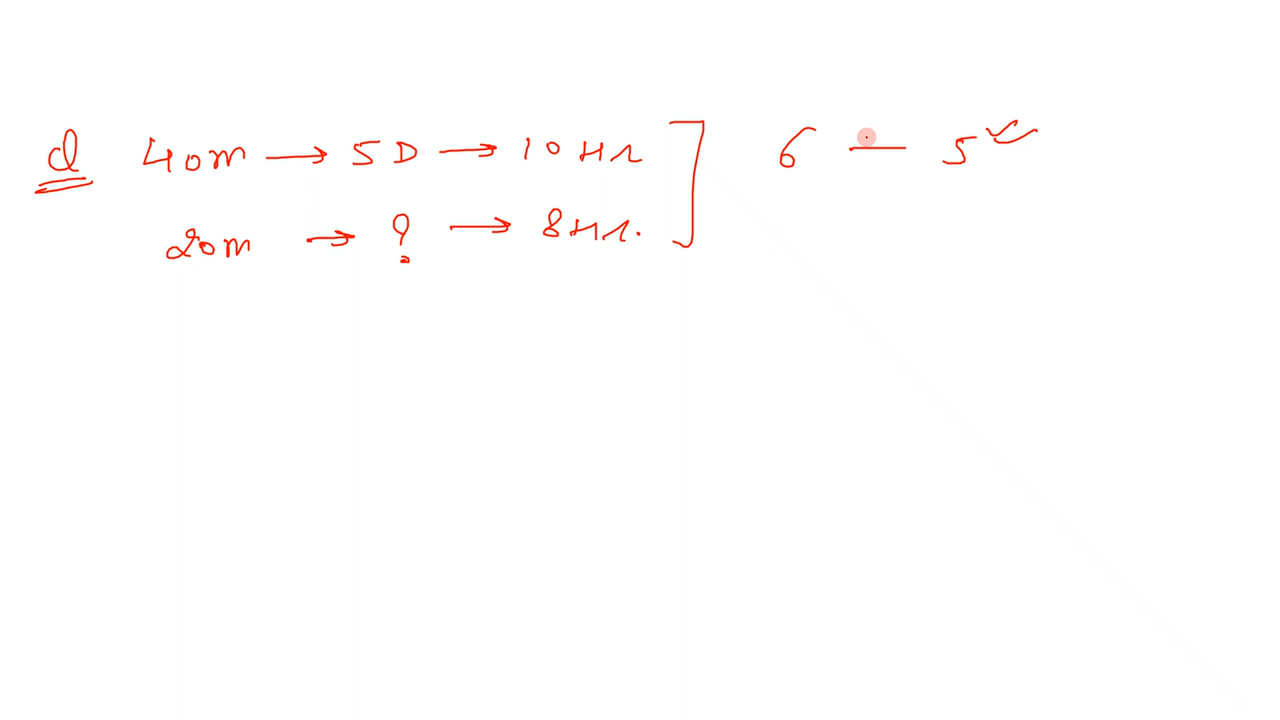 d 40m → 5D → 10Hr ] 6 — 5
20m → ? → 8Hr.